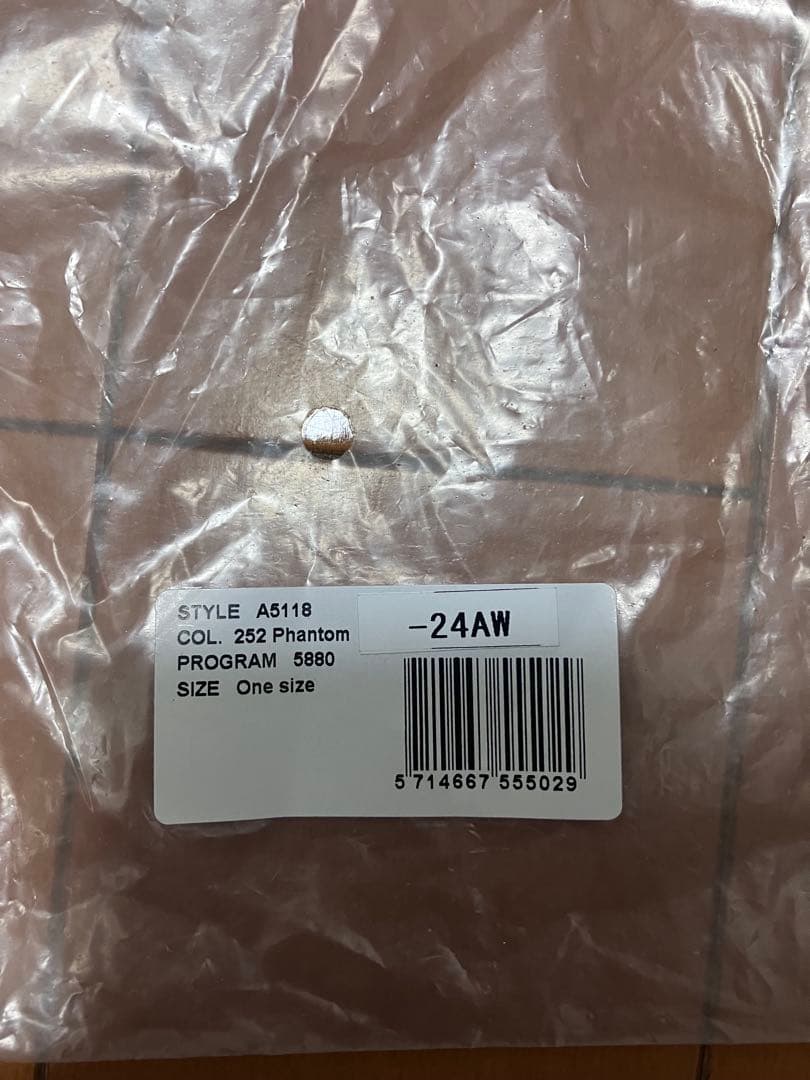 STYLE A5118
COL. 252 Phantom
PROGRAM 5880
SIZE One size
-24AW
5 714667 555029